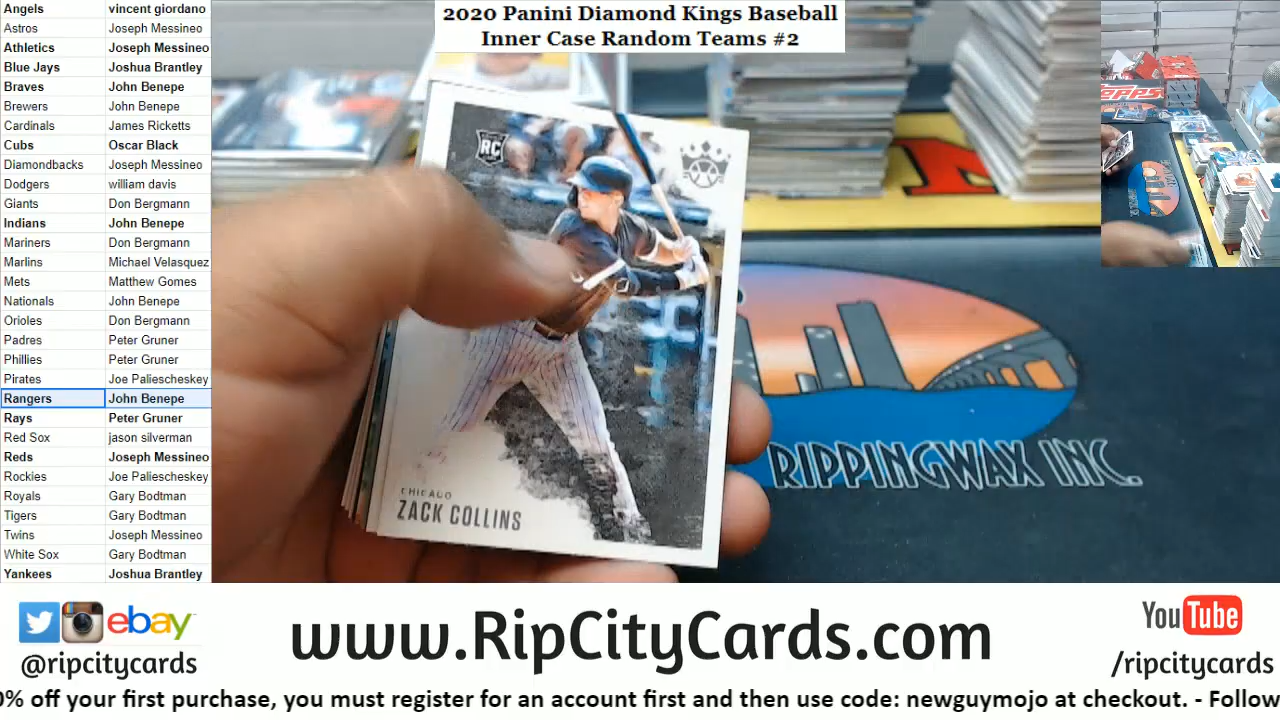 Angels vincent giordano
Astros Joseph Messineo
Athletics Joseph Messineo
Blue Jays Joshua Brantley
Braves John Benepe
Brewers John Benepe
Cardinals James Ricketts
Cubs Oscar Black
Diamondbacks Joseph Messineo
Dodgers william davis
Giants Don Bergmann
Indians John Benepe
Mariners Don Bergmann
Marlins Michael Velasquez
Mets Matthew Gomes
Nationals John Benepe
Orioles Don Bergmann
Padres Peter Gruner
Phillies Peter Gruner
Pirates Joe Paliescheskey
Rangers John Benepe
Rays Peter Gruner
Red Sox jason silverman
Reds Joseph Messineo
Rockies Joe Paliescheskey
Royals Gary Bodtman
Tigers Gary Bodtman
Twins Joseph Messineo
White Sox Gary Bodtman
Yankees Joshua Brantley
2020 Panini Diamond Kings Baseball
Inner Case Random Teams #2
RC
CHICAGO
ZACK COLLINS
RIPPINGWAX INC.
TOPPS
ebay
@ripcitycards
www.RipCityCards.com
YouTube
/ripcitycards
0% off your first purchase, you must register for an account first and then use code: newguymojo at checkout. - Follow